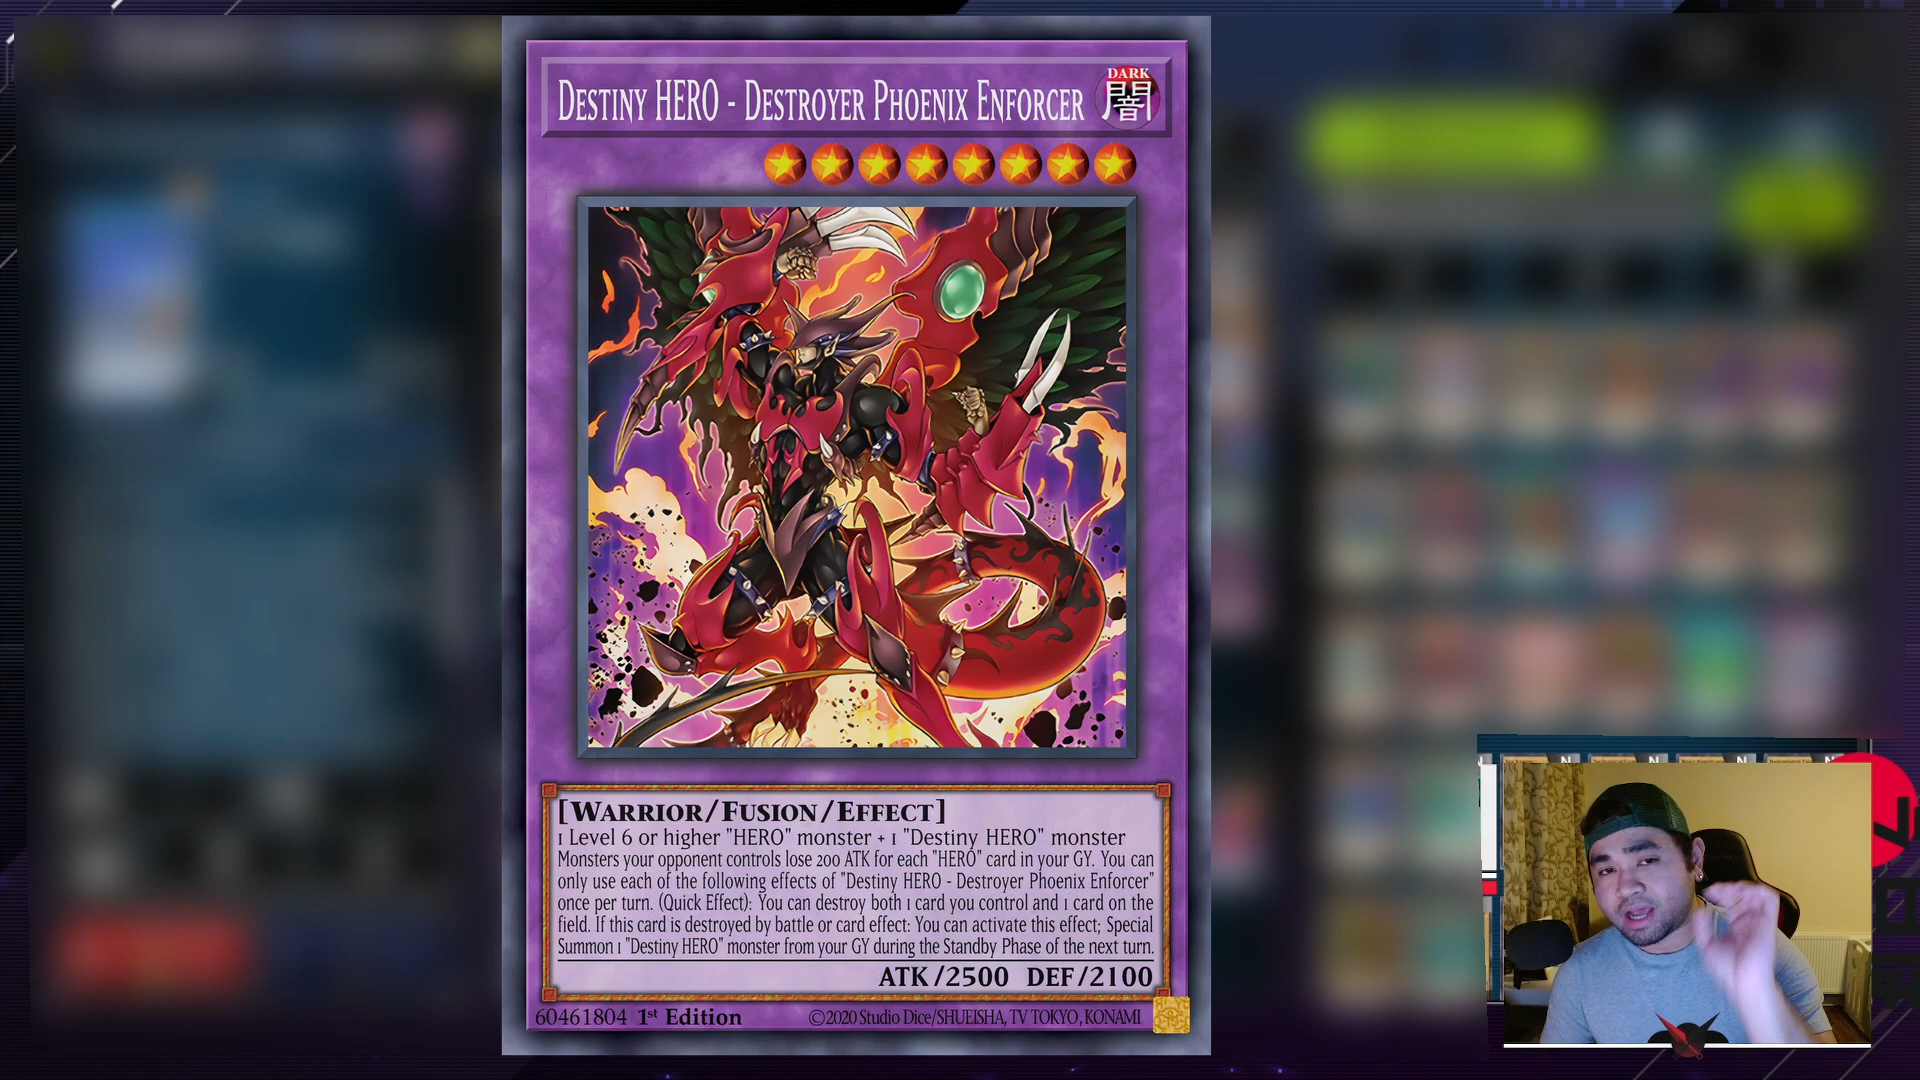 Destiny HERO - Destroyer Phoenix Enforcer
DARK
闇
[Warrior/Fusion/Effect]
1 Level 6 or higher "HERO" monster + 1 "Destiny HERO" monster
Monsters your opponent controls lose 200 ATK for each "HERO" card in your GY. You can
only use each of the following effects of "Destiny HERO - Destroyer Phoenix Enforcer"
once per turn. (Quick Effect): You can destroy both 1 card you control and 1 card on the
field. If this card is destroyed by battle or card effect: You can activate this effect; Special
Summon 1 "Destiny HERO" monster from your GY during the Standby Phase of the next turn.
ATK/2500 DEF/2100
60461804 1st Edition ©2020 Studio Dice/SHUEISHA, TV TOKYO, KONAMI